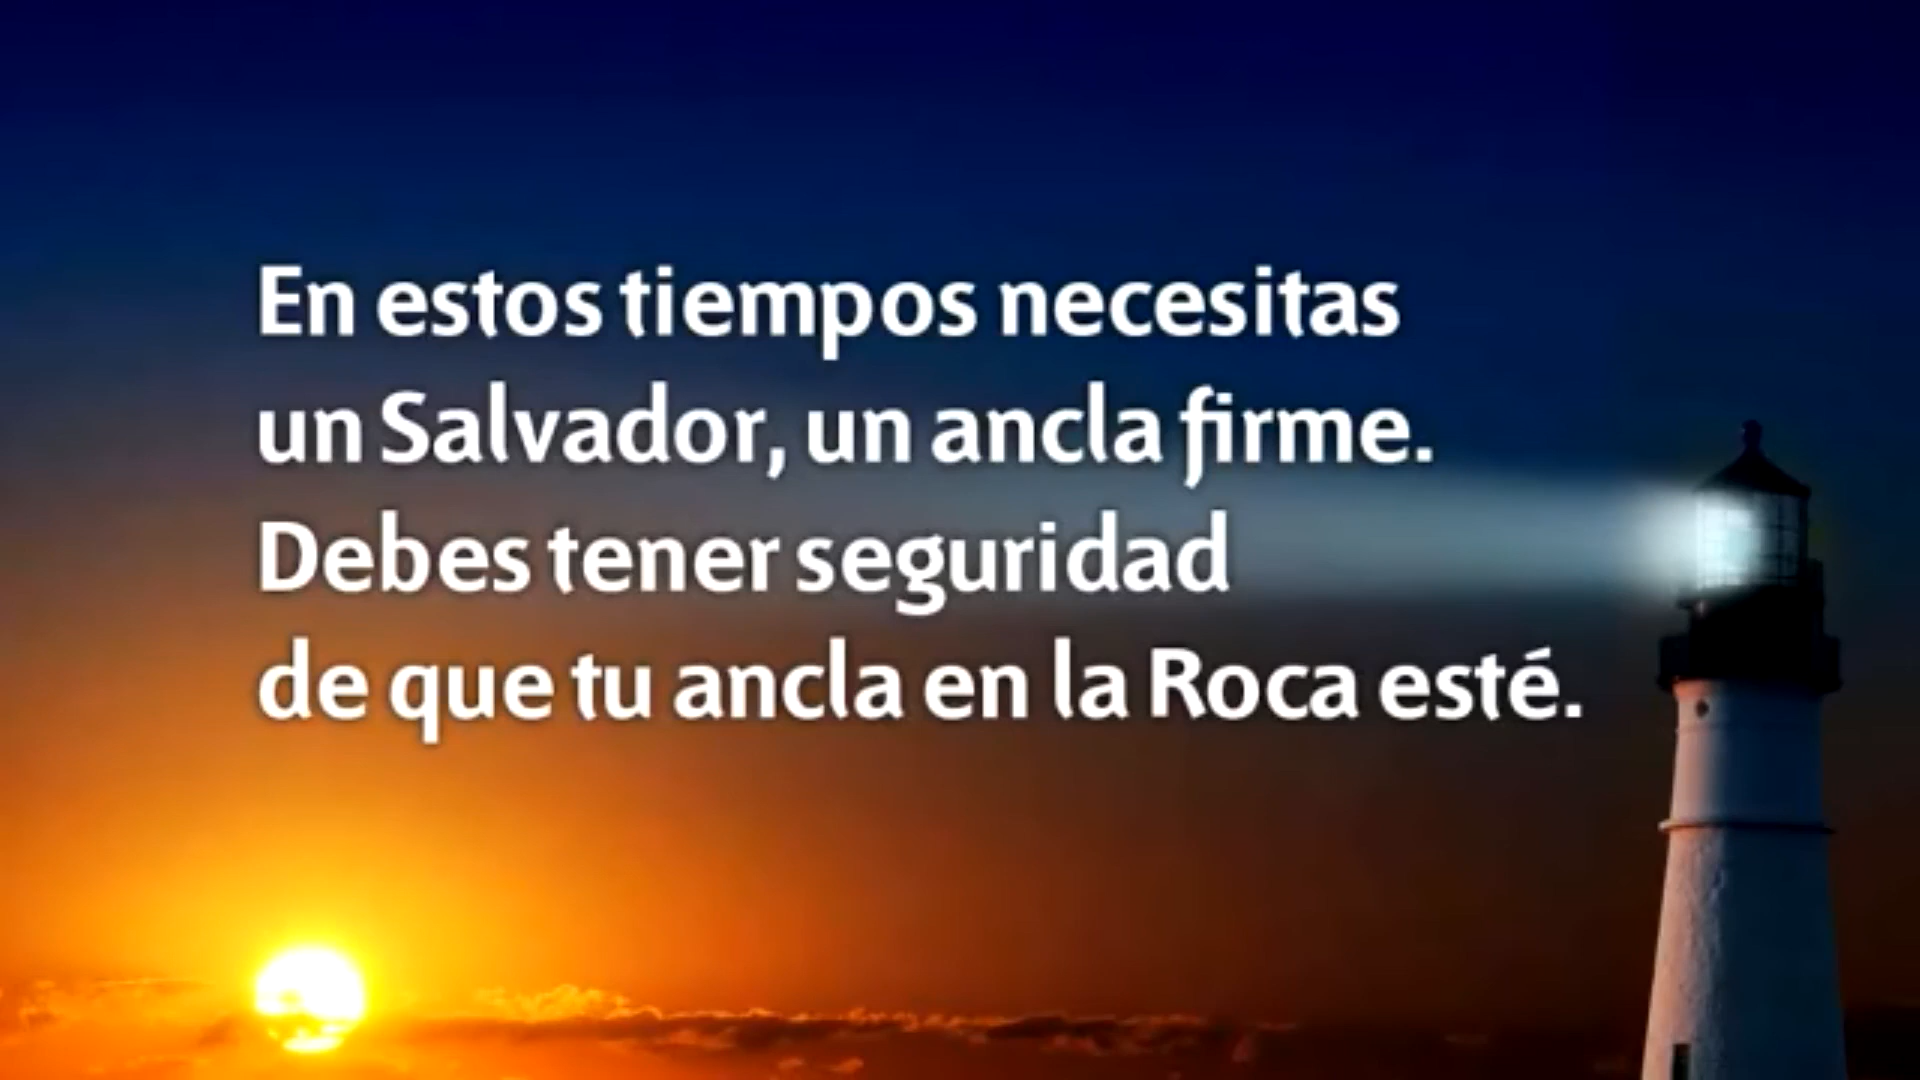 En estos tiempos necesitas
un Salvador, un ancla firme.
Debes tener seguridad
de que tu ancla en la Roca esté.